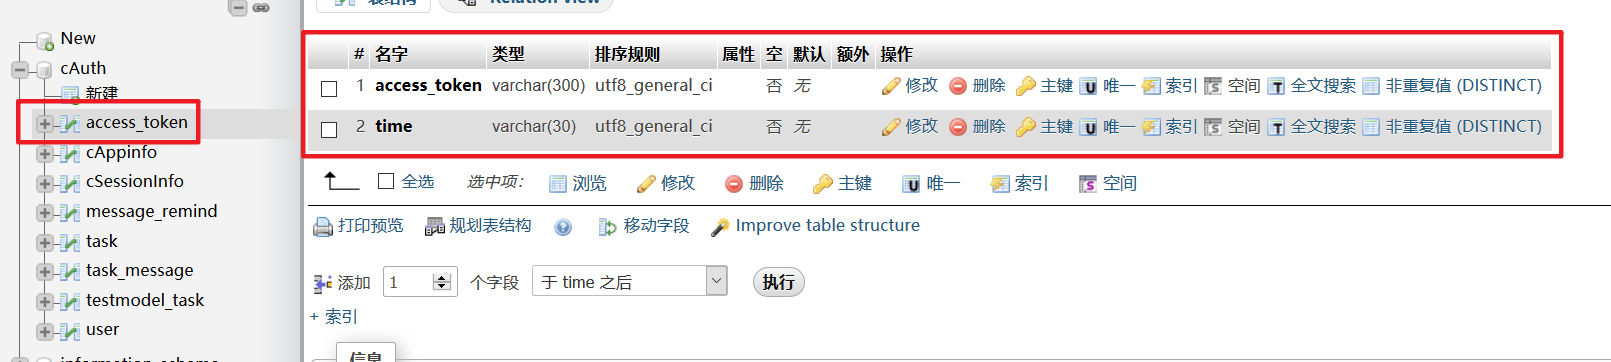 表结构 Relation view
New
cAuth
新建
access_token
cAppinfo
cSessionInfo
message_remind
task
task_message
testmodel_task
user
information_schema
# 名字 类型 排序规则 属性 空 默认 额外 操作
1 access_token varchar(300) utf8_general_ci 否 无 修改 删除 主键 唯一 索引 空间 全文搜索 非重复值 (DISTINCT)
2 time varchar(30) utf8_general_ci 否 无 修改 删除 主键 唯一 索引 空间 全文搜索 非重复值 (DISTINCT)
全选 选中项: 浏览 修改 删除 主键 唯一 索引 空间
打印预览 规划表结构 移动字段 Improve table structure
添加 1 个字段 于 time 之后 执行
+ 索引
信息